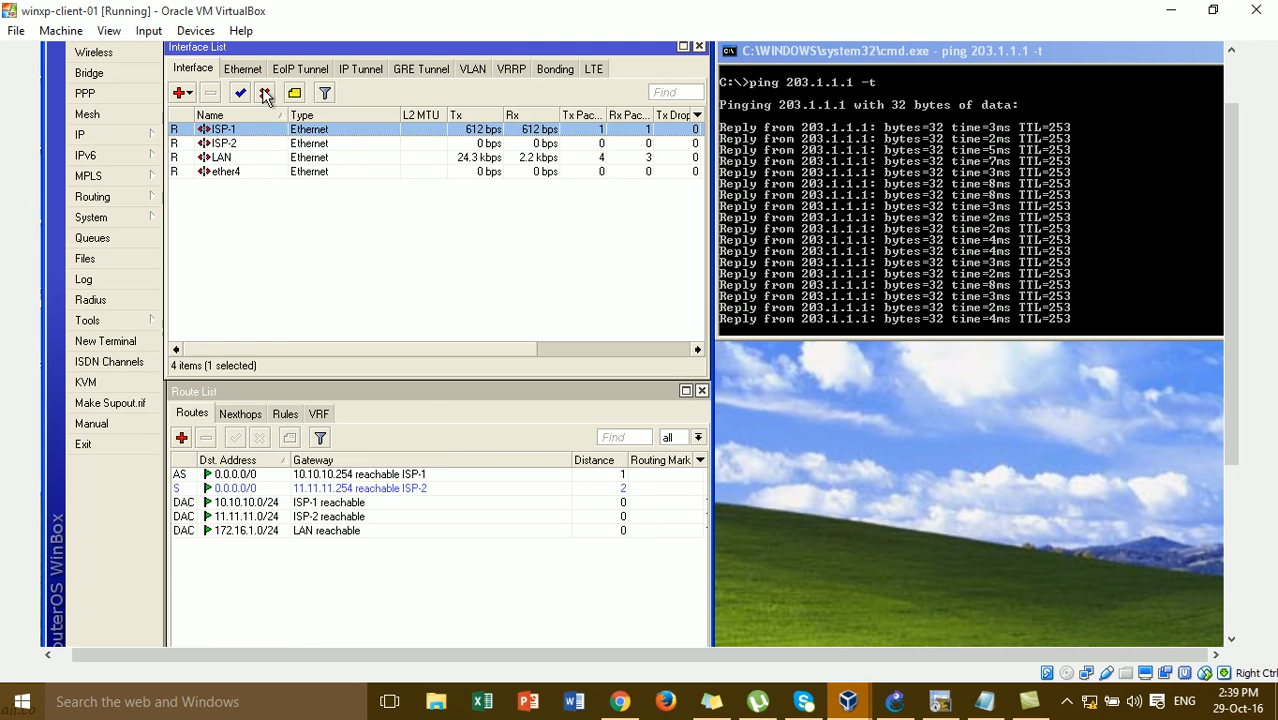 winxp-client-01 [Running] - Oracle VM VirtualBox
File Machine View Input Devices Help
Wireless
Bridge
PPP
Mesh
IP
IPv6
MPLS
Routing
System
Queues
Files
Log
Radius
Tools
New Terminal
ISDN Channels
KVM
Make Supout.rif
Manual
Exit
outerOS WinBox
Interface List
Interface Ethernet EoIP Tunnel IP Tunnel GRE Tunnel VLAN VRRP Bonding LTE
Find
Name Type L2 MTU Tx Rx Tx Pac... Rx Pac... Tx Drop
R ISP-1 Ethernet 612 bps 612 bps 1 1 0
R ISP-2 Ethernet 0 bps 0 bps 0 0 0
R LAN Ethernet 24.3 kbps 2.2 kbps 4 3 0
R ether4 Ethernet 0 bps 0 bps 0 0 0
4 items (1 selected)
Route List
Routes Nexthops Rules VRF
Find all
Dst. Address Gateway Distance Routing Mark
AS 0.0.0.0/0 10.10.10.254 reachable ISP-1 1
S 0.0.0.0/0 11.11.11.254 reachable ISP-2 2
DAC 10.10.10.0/24 ISP-1 reachable 0
DAC 11.11.11.0/24 ISP-2 reachable 0
DAC 172.16.1.0/24 LAN reachable 0
C:\WINDOWS\system32\cmd.exe - ping 203.1.1.1 -t
C:\>ping 203.1.1.1 -t
Pinging 203.1.1.1 with 32 bytes of data:
Reply from 203.1.1.1: bytes=32 time=3ms TTL=253
Reply from 203.1.1.1: bytes=32 time=2ms TTL=253
Reply from 203.1.1.1: bytes=32 time=5ms TTL=253
Reply from 203.1.1.1: bytes=32 time=7ms TTL=253
Reply from 203.1.1.1: bytes=32 time=3ms TTL=253
Reply from 203.1.1.1: bytes=32 time=8ms TTL=253
Reply from 203.1.1.1: bytes=32 time=8ms TTL=253
Reply from 203.1.1.1: bytes=32 time=3ms TTL=253
Reply from 203.1.1.1: bytes=32 time=2ms TTL=253
Reply from 203.1.1.1: bytes=32 time=2ms TTL=253
Reply from 203.1.1.1: bytes=32 time=4ms TTL=253
Reply from 203.1.1.1: bytes=32 time=4ms TTL=253
Reply from 203.1.1.1: bytes=32 time=3ms TTL=253
Reply from 203.1.1.1: bytes=32 time=2ms TTL=253
Reply from 203.1.1.1: bytes=32 time=8ms TTL=253
Reply from 203.1.1.1: bytes=32 time=3ms TTL=253
Reply from 203.1.1.1: bytes=32 time=2ms TTL=253
Reply from 203.1.1.1: bytes=32 time=4ms TTL=253
Right Ctrl
Search the web and Windows
ENG
2:39 PM
29-Oct-16